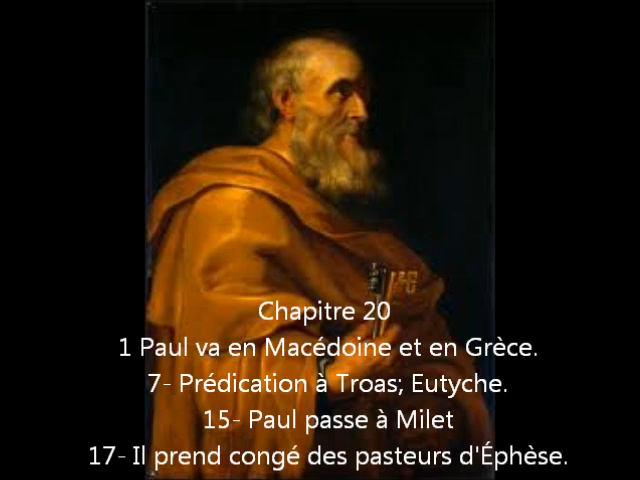 Chapitre 20
1 Paul va en Macédoine et en Grèce.
7- Prédication à Troas; Eutyche.
15- Paul passe à Milet
17- Il prend congé des pasteurs d'Éphèse.